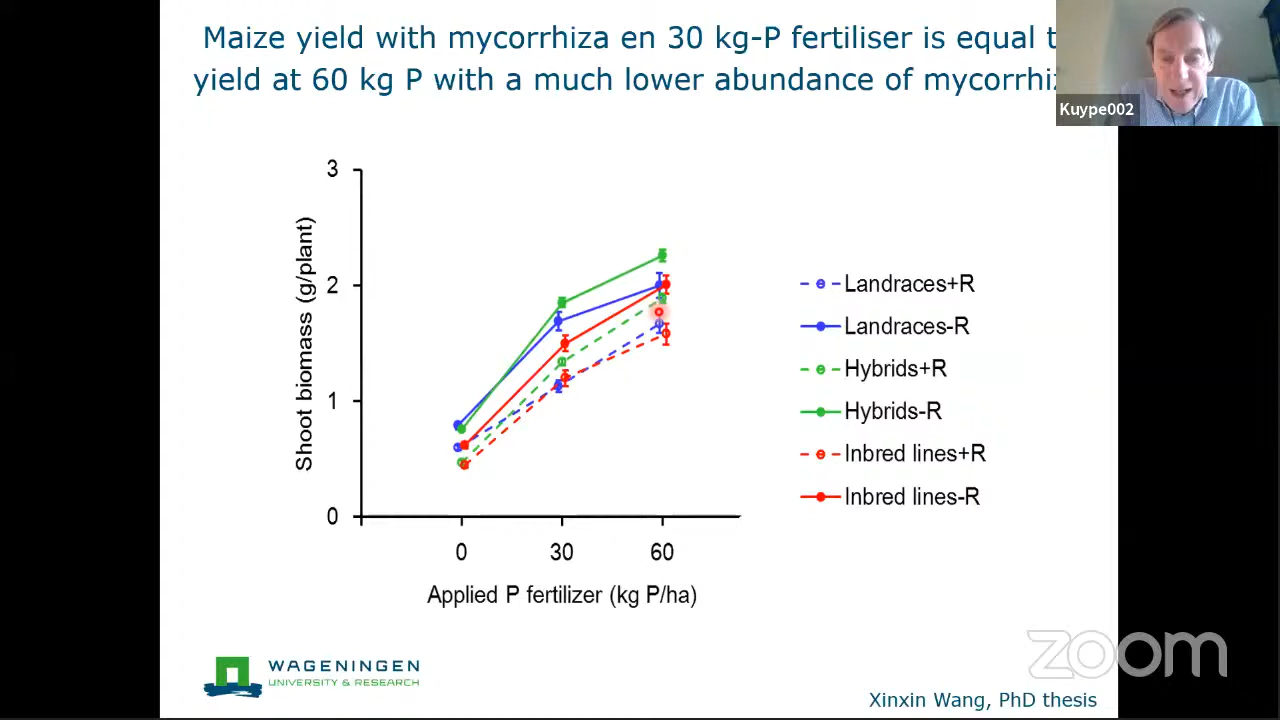 Maize yield with mycorrhiza en 30 kg-P fertiliser is equal t
yield at 60 kg P with a much lower abundance of mycorrhiz
Kuype002
3
2
1
0
Shoot biomass (g/plant)
0 30 60
Applied P fertilizer (kg P/ha)
Landraces+R
Landraces-R
Hybrids+R
Hybrids-R
Inbred lines+R
Inbred lines-R
WAGENINGEN
UNIVERSITY & RESEARCH
zoom
Xinxin Wang, PhD thesis